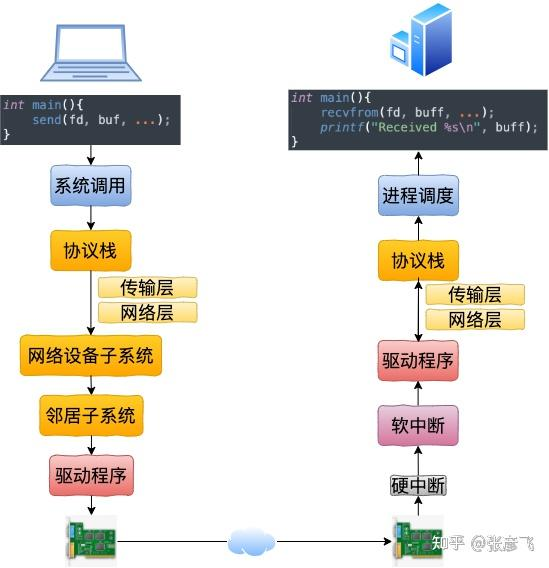 int main(){
send(fd, buf, ...);
}
系统调用
协议栈
传输层
网络层
网络设备子系统
邻居子系统
驱动程序
int main(){
recvfrom(fd, buff, ...);
printf("Received %s\n", buff);
}
进程调度
协议栈
传输层
网络层
驱动程序
软中断
硬中断
知乎 @张彦飞